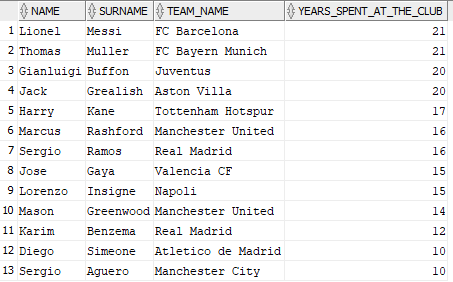 NAME SURNAME TEAM_NAME YEARS_SPENT_AT_THE_CLUB
1 Lionel Messi FC Barcelona 21
2 Thomas Muller FC Bayern Munich 21
3 Gianluigi Buffon Juventus 20
4 Jack Grealish Aston Villa 20
5 Harry Kane Tottenham Hotspur 17
6 Marcus Rashford Manchester United 16
7 Sergio Ramos Real Madrid 16
8 Jose Gaya Valencia CF 15
9 Lorenzo Insigne Napoli 15
10 Mason Greenwood Manchester United 14
11 Karim Benzema Real Madrid 12
12 Diego Simeone Atletico de Madrid 10
13 Sergio Aguero Manchester City 10